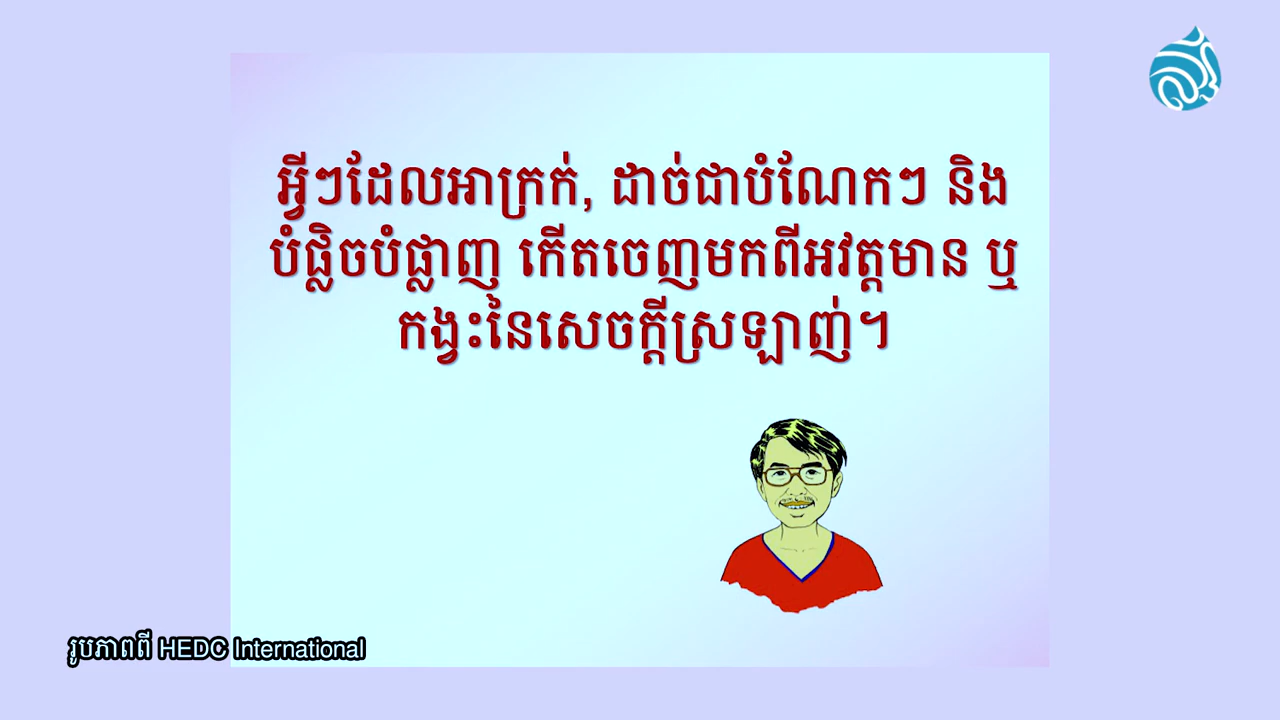 អ្វីៗដែលអាក្រក់, ដាច់ជាបំណែកៗ និង
បំផ្លិចបំផ្លាញ កើតចេញមកពីអវត្តមាន ឬ
កង្វះនៃសេចក្តីស្រឡាញ់។
រូបភាពពី HEDC International